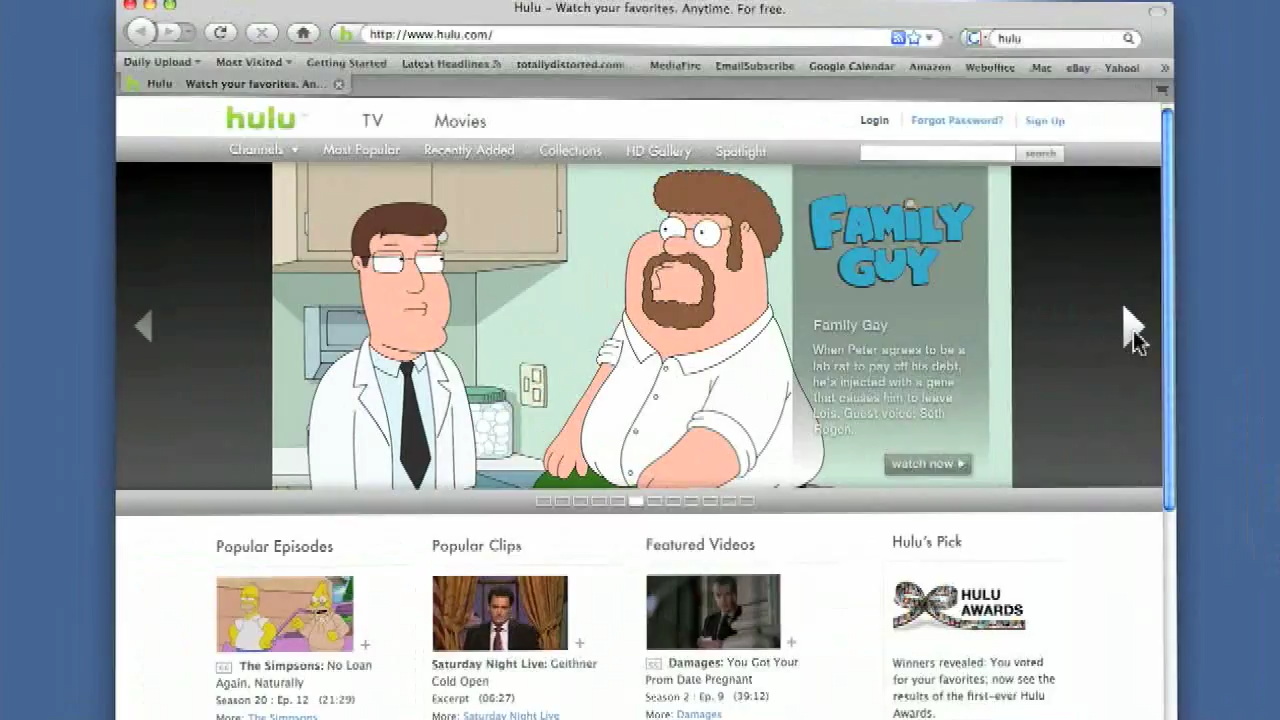 Hulu - Watch your favorites. Anytime. For free.
http://www.hulu.com/
hulu
Daily Upload Most Visited Getting Started Latest Headlines totallydistorted.com: MediaFire EmailSubscribe Google Calendar Amazon Weboffice .Mac eBay Yahoo! »
Hulu Watch your favorites. An...
hulu TV Movies Login Forgot Password? Sign Up
Channels Most Popular Recently Added Collections HD Gallery Spotlight search
FAMILY
GUY
Family Guy
When Peter agrees to be a
lab rat to pay off his debt,
he's injected with a gene
that causes him to leave
Lois. Guest voice: Seth
Rogen.
watch now
Popular Episodes Popular Clips Featured Videos Hulu's Pick
HULU
AWARDS
The Simpsons: No Loan
Again, Naturally
Season 20 : Ep. 12 (21:29)
More: The Simpsons
Saturday Night Live: Geithner
Cold Open
Excerpt (06:27)
More: Saturday Night Live
Damages: You Got Your
Prom Date Pregnant
Season 2 : Ep. 9 (39:12)
More: Damages
Winners revealed: You voted
for your favorites; now see the
results of the first-ever Hulu
Awards.